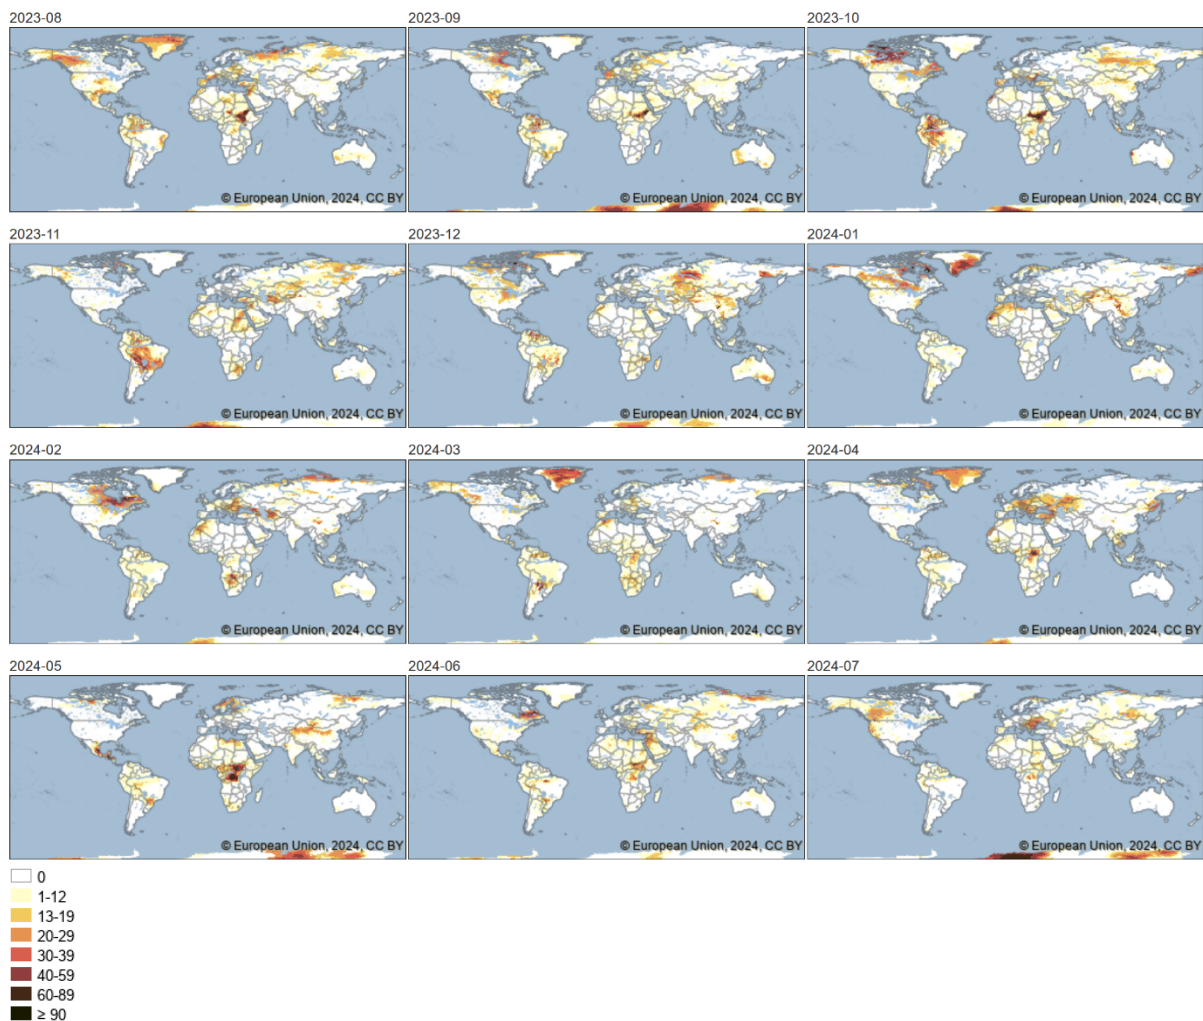 2023-08
2023-09
2023-10
© European Union, 2024, CC BY
© European Union, 2024, CC BY
© European Union, 2024, CC BY
2023-11
2023-12
2024-01
© European Union, 2024, CC BY
© European Union, 2024, CC BY
© European Union, 2024, CC BY
2024-02
2024-03
2024-04
© European Union, 2024, CC BY
© European Union, 2024, CC BY
© European Union, 2024, CC BY
2024-05
2024-06
2024-07
© European Union, 2024, CC BY
© European Union, 2024, CC BY
© European Union, 2024, CC BY
0
1-12
13-19
20-29
30-39
40-59
60-89
≥ 90